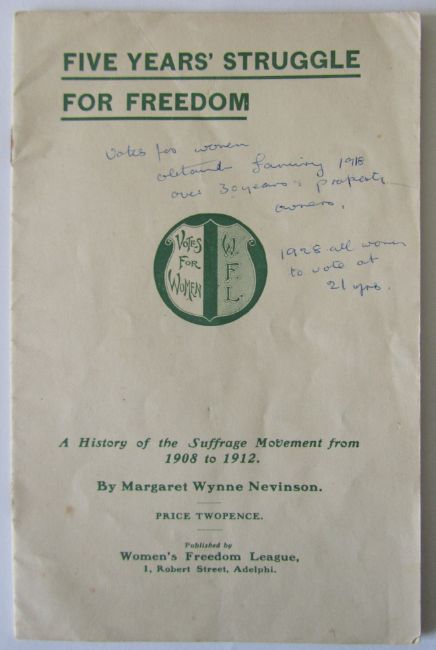 FIVE YEARS' STRUGGLE
FOR FREEDOM
Votes for women
obtained January 1918
over 30 years & property
owners.
VOTES
FOR
WOMEN
W.
F.
L.
1928 all women
to vote at
21 yrs.
A History of the Suffrage Movement from
1908 to 1912.
By Margaret Wynne Nevinson.
PRICE TWOPENCE.
Published by
Women's Freedom League,
1, Robert Street, Adelphi.